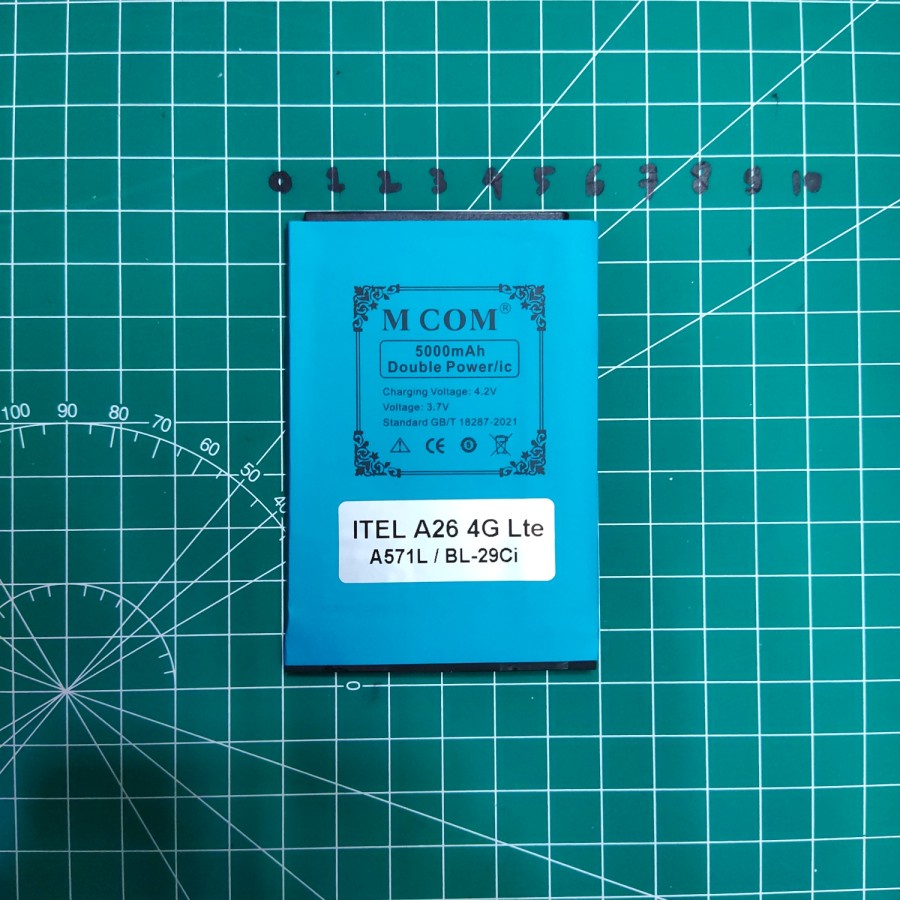 0 1 2 3 4 5 6 7 8 9 10
M COM®
5000mAh
Double Power/ic
Charging Voltage: 4.2V
Voltage: 3.7V
Standard GB/T 18287-2021
CE
100 90 80 70 60 50 40
ITEL A26 4G Lte
A571L / BL-29Ci
0